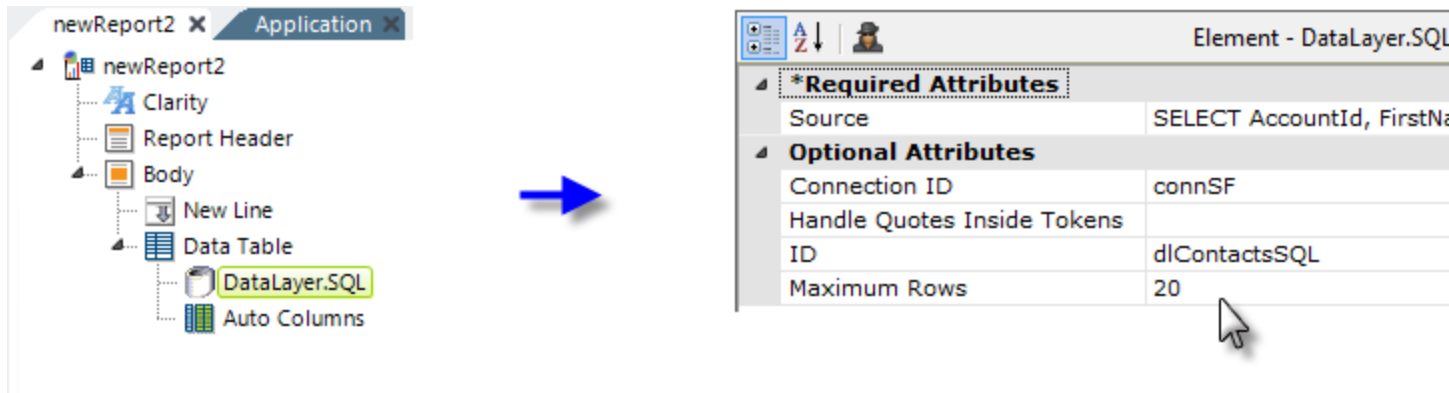 newReport2
Application
newReport2
Clarity
Report Header
Body
New Line
Data Table
DataLayer.SQL
Auto Columns
A
Z
Element - DataLayer.SQL
*Required Attributes
Source SELECT AccountId, FirstNa
Optional Attributes
Connection ID connSF
Handle Quotes Inside Tokens
ID dlContactsSQL
Maximum Rows 20